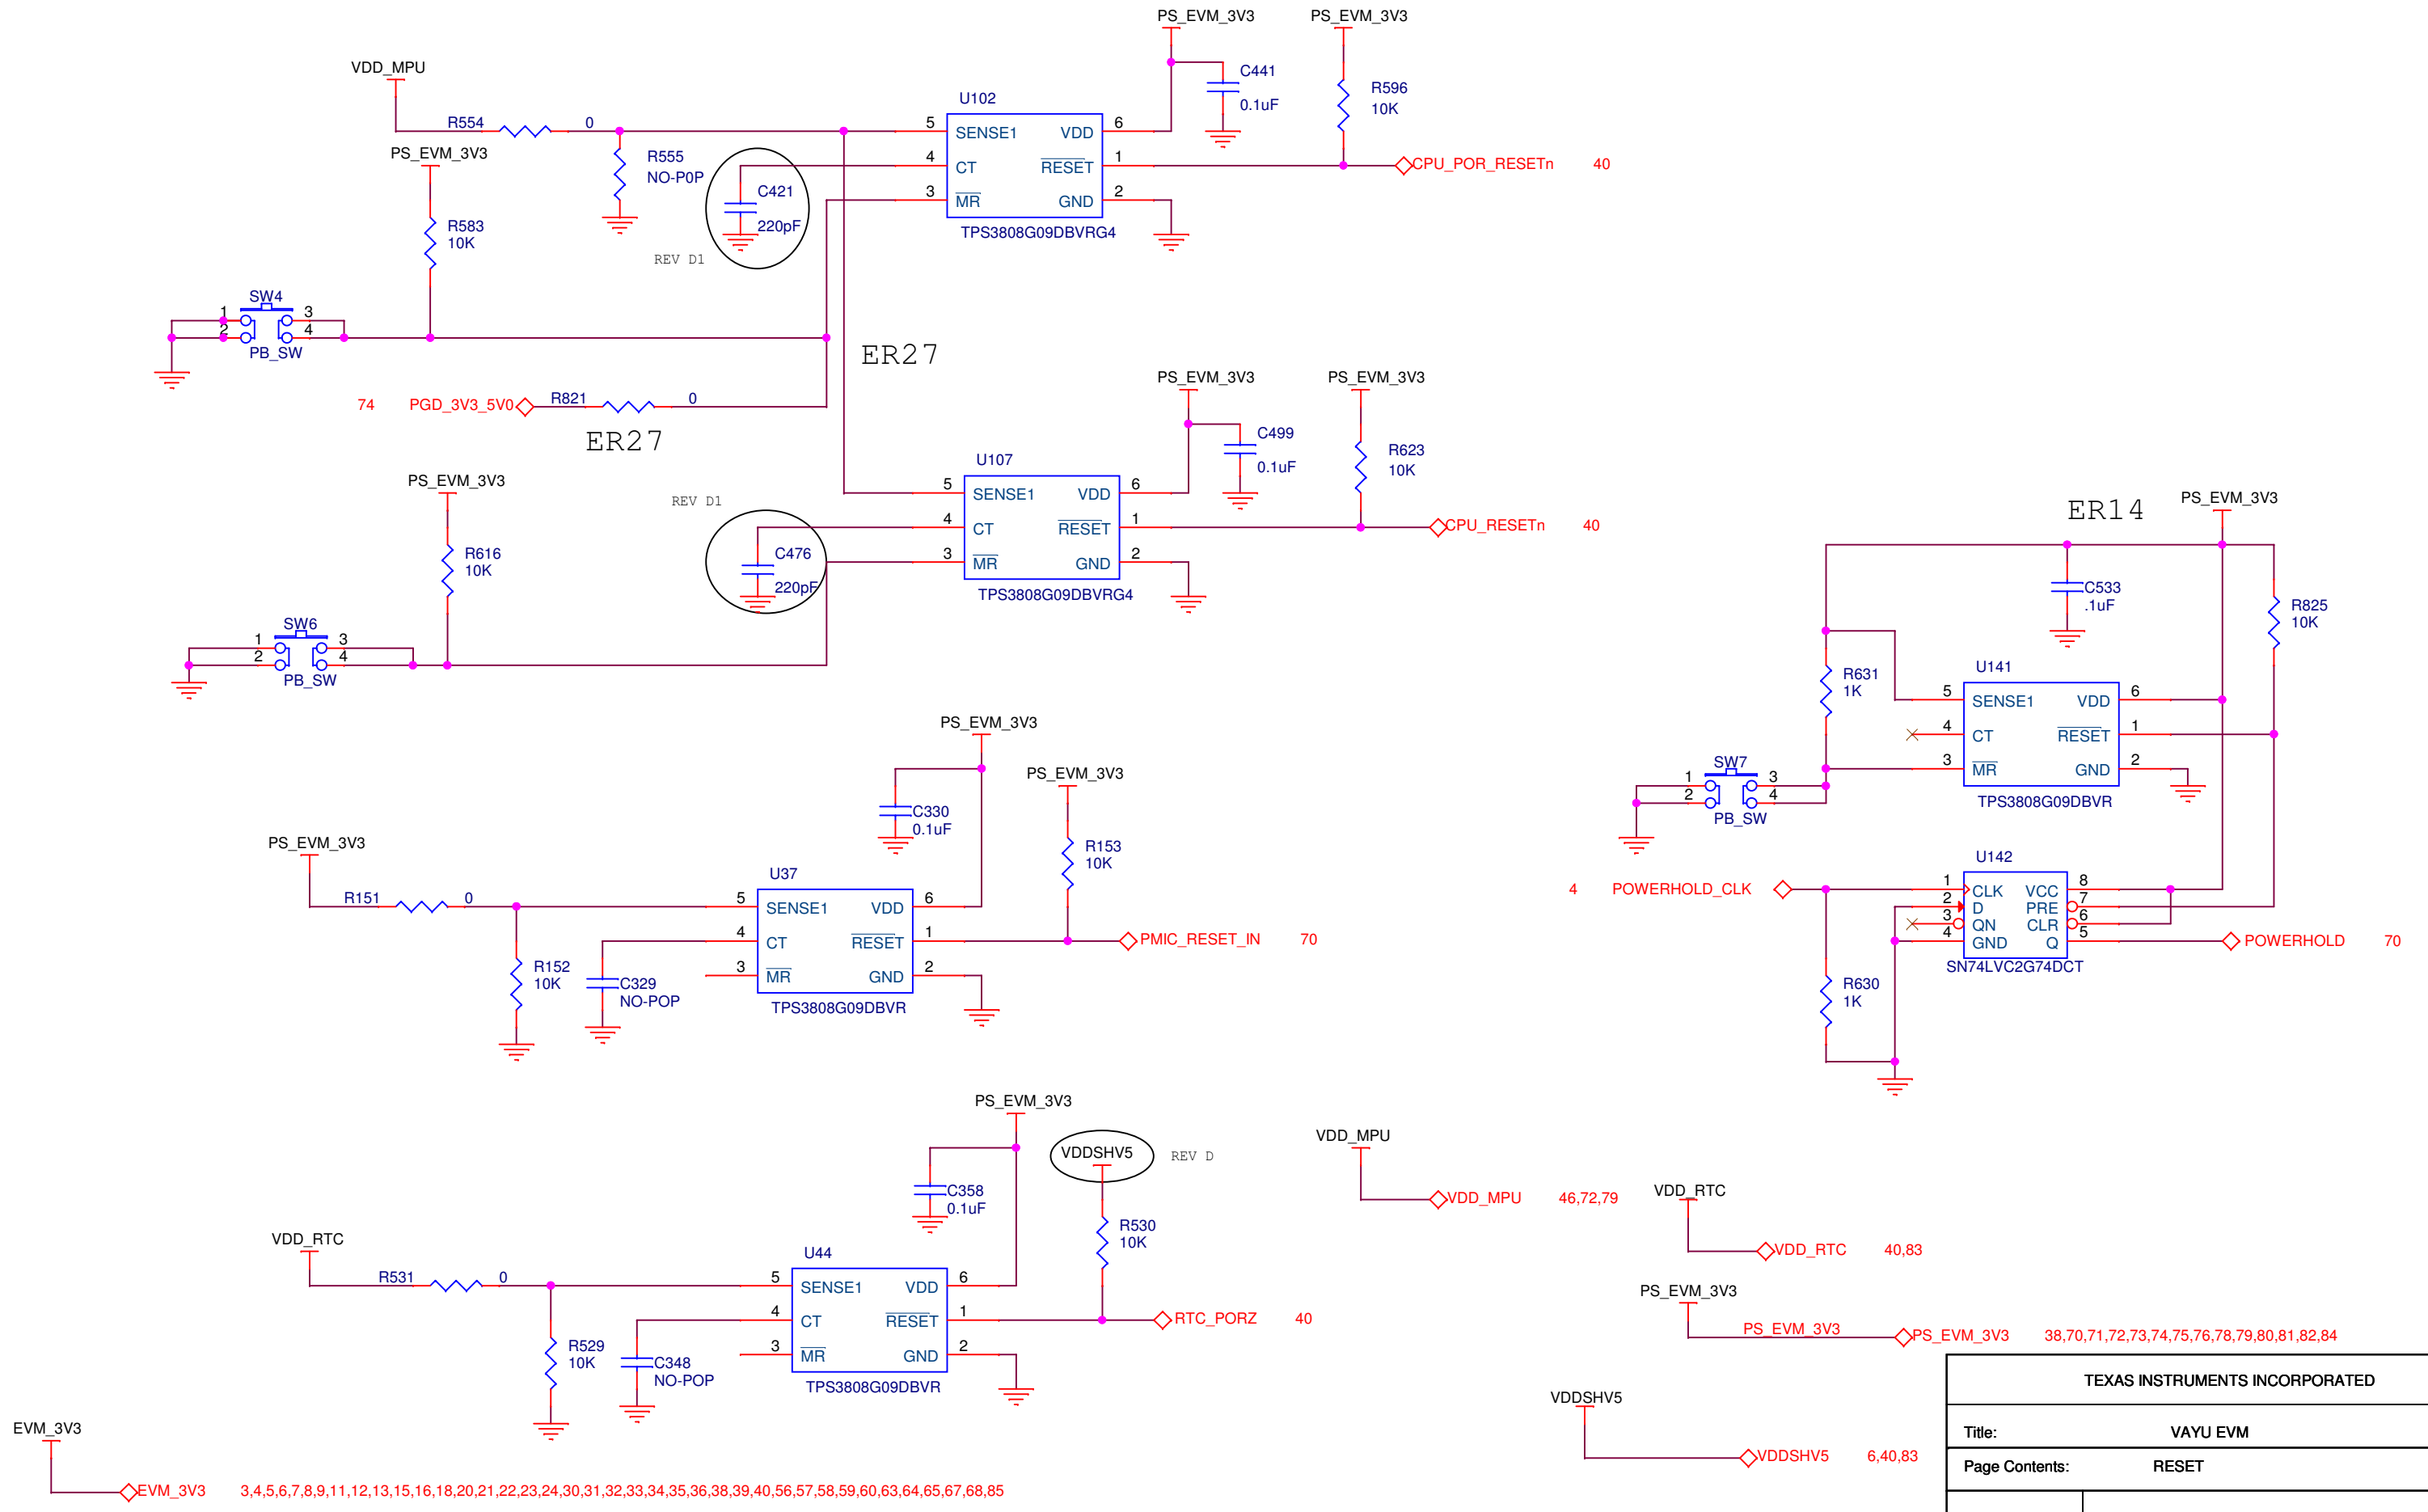 PS_EVM_3V3
PS_EVM_3V3
VDD_MPU
C441
0.1uF
R596
10K
U102
R554 0
5 SENSE1 VDD 6
4 CT RESET 1
3 MR GND 2
TPS3808G09DBVRG4
CPU_POR_RESETn 40
PS_EVM_3V3
R555
NO-P0P
C421
220pF
REV D1
R583
10K
SW4
1 3
2 4
PB_SW
ER27
74 PGD_3V3_5V0 R821 0
ER27
PS_EVM_3V3
PS_EVM_3V3
C499
0.1uF
R623
10K
U107
5 SENSE1 VDD 6
4 CT RESET 1
3 MR GND 2
TPS3808G09DBVRG4
CPU_RESETn 40
PS_EVM_3V3
REV D1
C476
220pF
R616
10K
SW6
1 3
2 4
PB_SW
ER14
PS_EVM_3V3
C533
.1uF
R825
10K
R631
1K
U141
5 SENSE1 VDD 6
4 CT RESET 1
3 MR GND 2
TPS3808G09DBVR
SW7
1 3
2 4
PB_SW
U142
4 POWERHOLD_CLK
1 CLK VCC 8
2 D PRE 7
3 QN CLR 6
4 GND Q 5
SN74LVC2G74DCT
POWERHOLD 70
R630
1K
PS_EVM_3V3
PS_EVM_3V3
C330
0.1uF
R153
10K
PS_EVM_3V3
U37
R151 0
5 SENSE1 VDD 6
4 CT RESET 1
3 MR GND 2
TPS3808G09DBVR
PMIC_RESET_IN 70
R152
10K
C329
NO-POP
PS_EVM_3V3
VDDSHV5
REV D
C358
0.1uF
R530
10K
VDD_RTC
U44
R531 0
5 SENSE1 VDD 6
4 CT RESET 1
3 MR GND 2
TPS3808G09DBVR
RTC_PORZ 40
R529
10K
C348
NO-POP
VDD_MPU
VDD_MPU 46,72,79
VDD_RTC
VDD_RTC 40,83
PS_EVM_3V3
PS_EVM_3V3
PS_EVM_3V3 38,70,71,72,73,74,75,76,78,79,80,81,82,84
VDDSHV5
VDDSHV5 6,40,83
EVM_3V3
EVM_3V3 3,4,5,6,7,8,9,11,12,13,15,16,18,20,21,22,23,24,30,31,32,33,34,35,36,38,39,40,56,57,58,59,60,63,64,65,67,68,85
TEXAS INSTRUMENTS INCORPORATED
Title: VAYU EVM
Page Contents: RESET